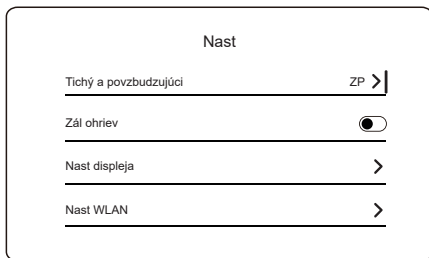 Nast
Tichý a povzbudzujúci ZP
Zál ohriev
Nast displeja
Nast WLAN